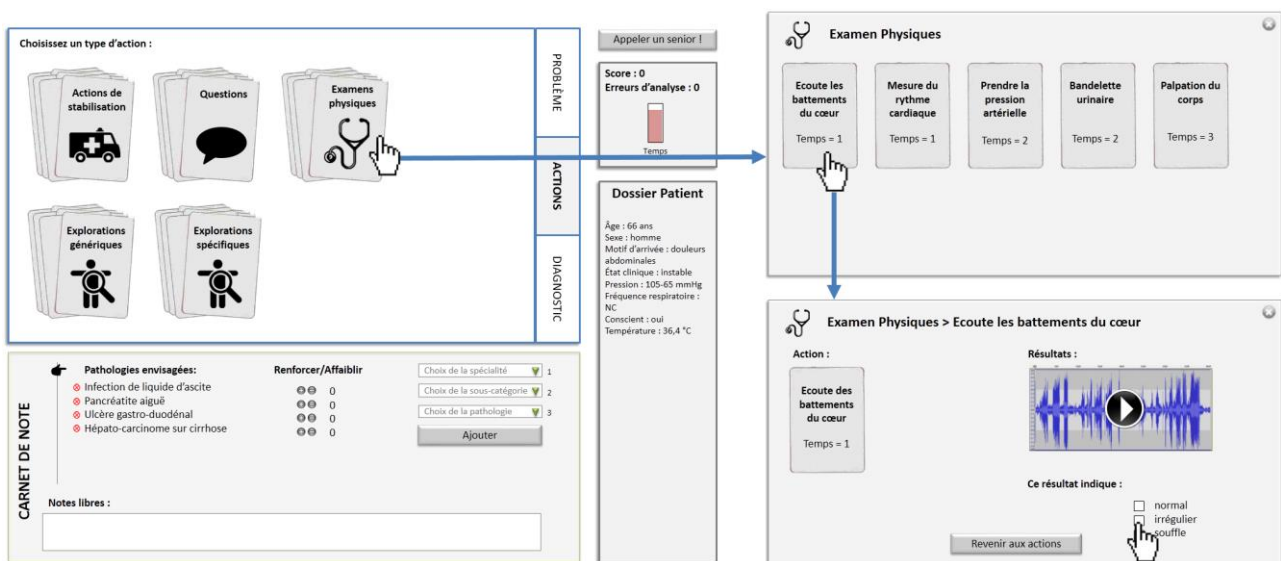 Choisissez un type d'action :
Actions de
stabilisation
Questions
Examens
physiques
Explorations
génériques
Explorations
spécifiques
PROBLÈME
ACTIONS
DIAGNOSTIC
CARNET DE NOTE
Pathologies envisagées:
Renforcer/Affaiblir
Infection de liquide d'ascite
0
Pancréatite aiguë
0
Ulcère gastro-duodénal
0
Hépato-carcinome sur cirrhose
0
Choix de la spécialité
1
Choix de la sous-catégorie
2
Choix de la pathologie
3
Ajouter
Notes libres :
Appeler un senior !
Score : 0
Erreurs d'analyse : 0
Temps
Dossier Patient
Âge : 66 ans
Sexe : homme
Motif d'arrivée : douleurs
abdominales
État clinique : instable
Pression : 105-65 mmHg
Fréquence respiratoire :
NC
Conscient : oui
Température : 36,4 °C
Examen Physiques
Ecoute les
battements
du cœur
Temps = 1
Mesure du
rythme
cardiaque
Temps = 1
Prendre la
pression
artérielle
Temps = 2
Bandelette
urinaire
Temps = 2
Palpation du
corps
Temps = 3
Examen Physiques > Ecoute les battements du cœur
Action :
Ecoute des
battements
du cœur
Temps = 1
Résultats :
Ce résultat indique :
normal
irrégulier
souffle
Revenir aux actions